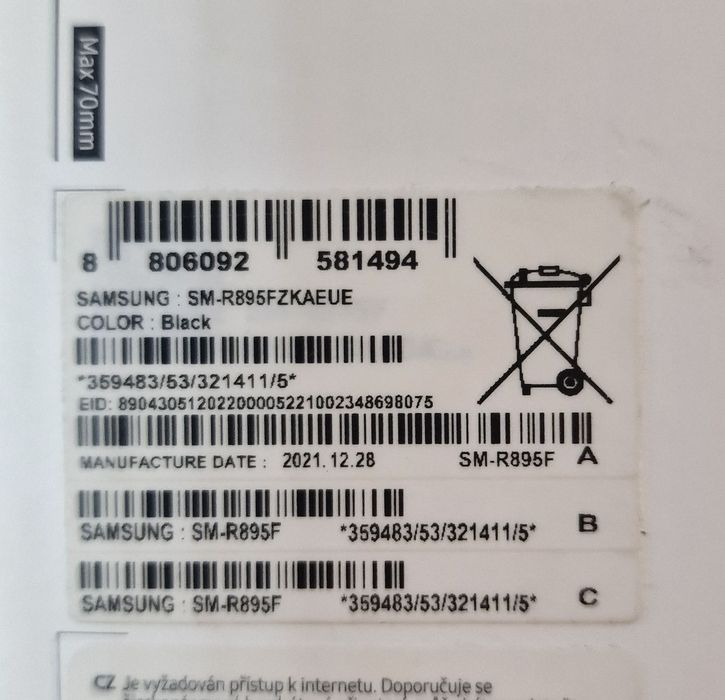 Max 70mm
8 806092 581494
SAMSUNG : SM-R895FZKAEUE
COLOR : Black
*359483/53/321411/5*
EID: 89043051202200005221002348698075
MANUFACTURE DATE : 2021.12.28 SM-R895F A
SAMSUNG : SM-R895F *359483/53/321411/5* B
SAMSUNG : SM-R895F *359483/53/321411/5* C
CZ Je vyžadován přístup k internetu. Doporučuje se